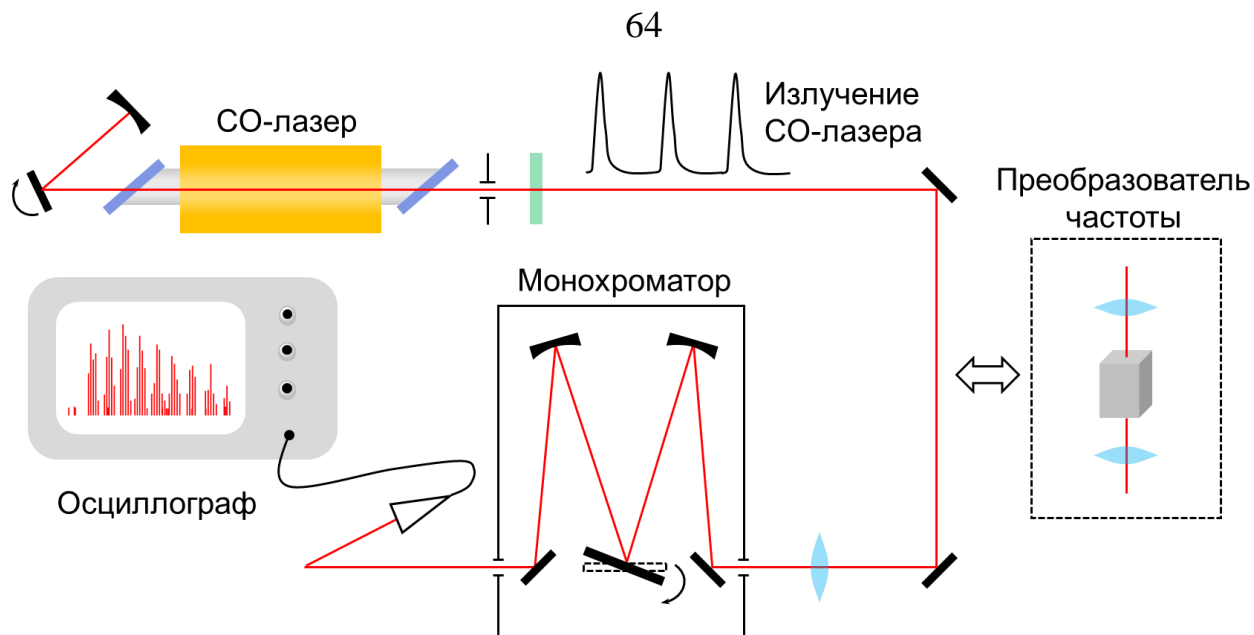 64
Излучение
СО-лазера
СО-лазер
Преобразователь
частоты
Монохроматор
Осциллограф